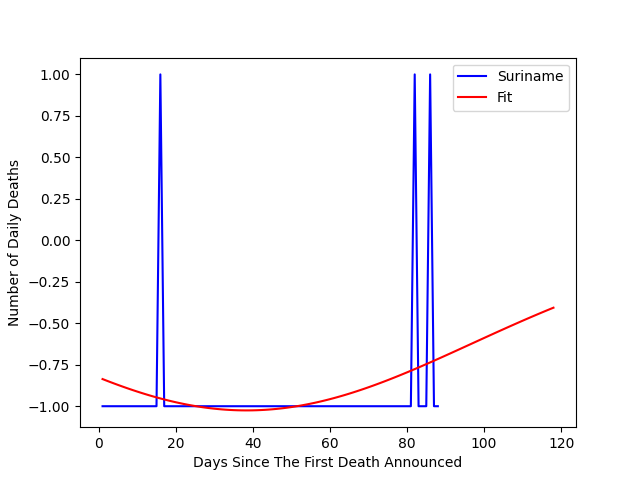 Suriname
Fit
1.00
0.75
0.50
0.25
0.00
−0.25
−0.50
−0.75
−1.00
Number of Daily Deaths
0 20 40 60 80 100 120
Days Since The First Death Announced